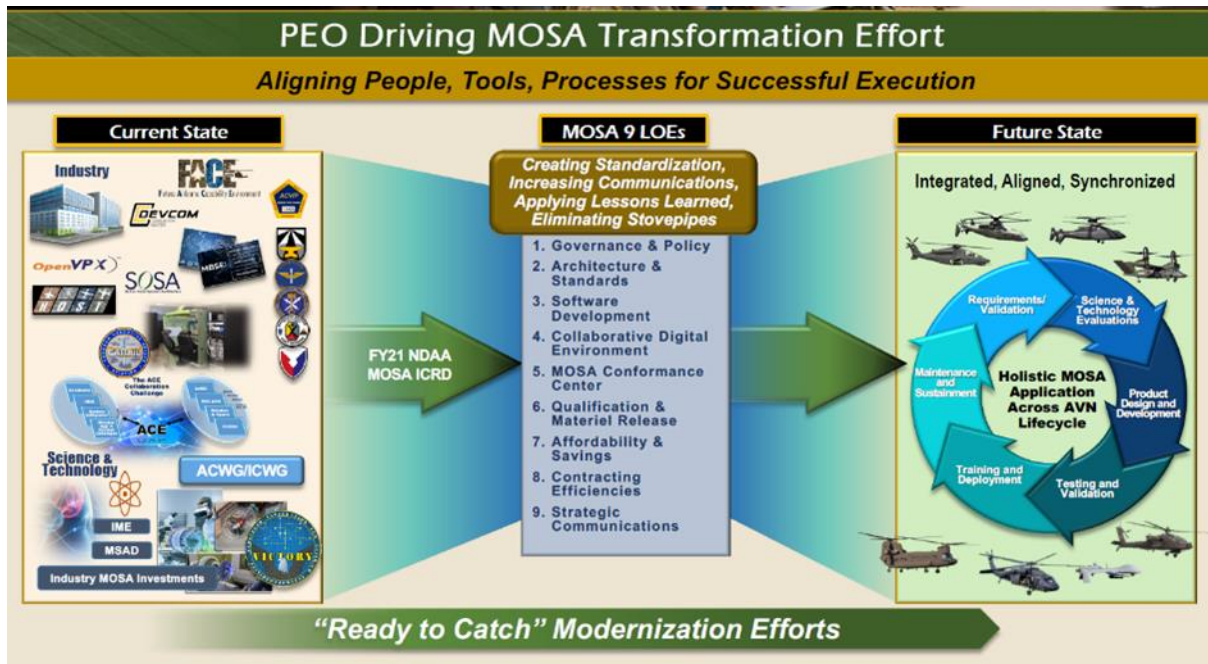 PEO Driving MOSA Transformation Effort
Aligning People, Tools, Processes for Successful Execution
Current State
Industry
FACE
DEVCOM
OpenVPX
SOSA
HOST
MBSE
The ACE
Collaboration
Challenge
ACE
Science &
Technology
ACWG/ICWG
IME
MSAD
VICTORY
Industry MOSA Investments
FY21 NDAA
MOSA ICRD
MOSA 9 LOEs
Creating Standardization,
Increasing Communications,
Applying Lessons Learned,
Eliminating Stovepipes
1. Governance & Policy
2. Architecture &
Standards
3. Software
Development
4. Collaborative Digital
Environment
5. MOSA Conformance
Center
6. Qualification &
Materiel Release
7. Affordability &
Savings
8. Contracting
Efficiencies
9. Strategic
Communications
Future State
Integrated, Aligned, Synchronized
Requirements/
Validation
Science &
Technology
Evaluations
Product
Design and
Development
Testing and
Validation
Training and
Deployment
Maintenance
and
Sustainment
Holistic MOSA
Application
Across AVN
Lifecycle
“Ready to Catch” Modernization Efforts